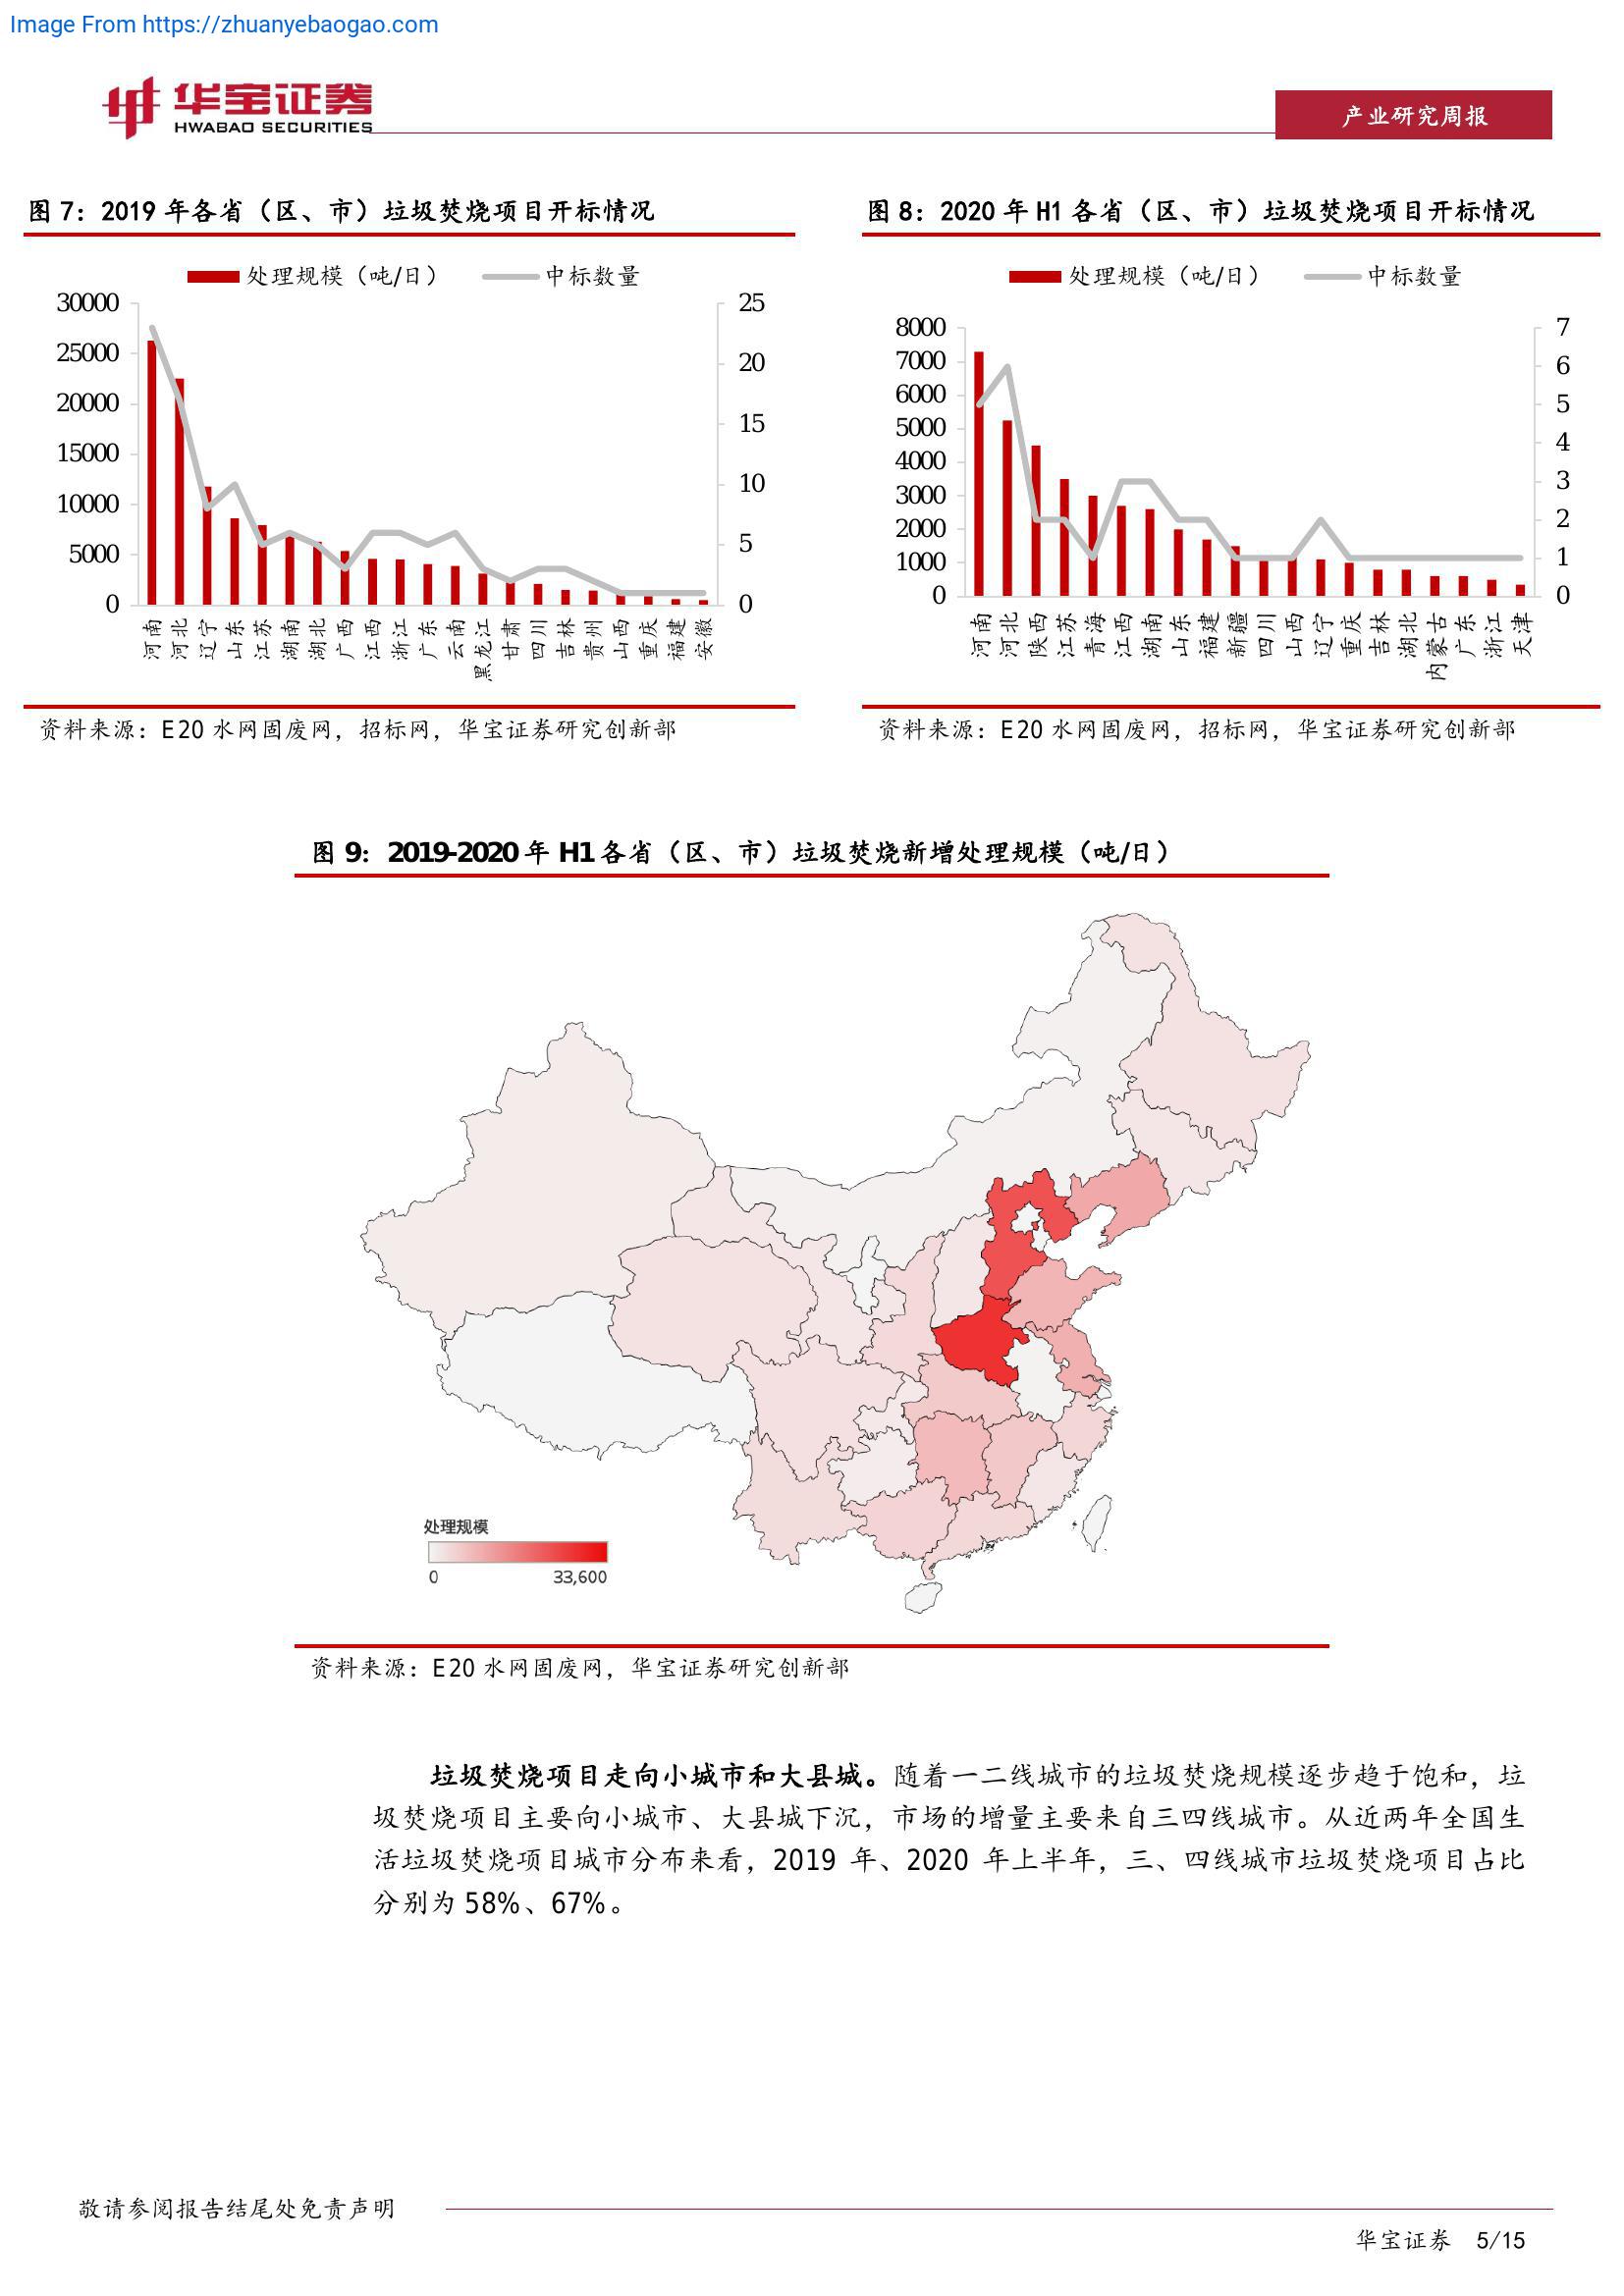 Image From https://zhuanyebaogao.com
华宝证券
HWABAO SECURITIES
产业研究周报
图 7：2019 年各省（区、市）垃圾焚烧项目开标情况
处理规模（吨/日） 中标数量
30000
25000
20000
15000
10000
5000
0
25
20
15
10
5
0
河南 河北 辽宁 山东 江苏 湖南 湖北 广西 江西 浙江 广东 云南 黑龙江 甘肃 四川 吉林 贵州 山西 重庆 福建 安徽
资料来源：E20 水网固废网，招标网，华宝证券研究创新部
图 8：2020 年 H1 各省（区、市）垃圾焚烧项目开标情况
处理规模（吨/日） 中标数量
8000
7000
6000
5000
4000
3000
2000
1000
0
7
6
5
4
3
2
1
0
河南 河北 陕西 江苏 青海 江西 湖南 山东 福建 新疆 四川 山西 辽宁 重庆 吉林 湖北 内蒙古 广东 浙江 天津
资料来源：E20 水网固废网，招标网，华宝证券研究创新部
图 9：2019-2020 年 H1 各省（区、市）垃圾焚烧新增处理规模（吨/日）
处理规模
0 33,600
资料来源：E20 水网固废网，华宝证券研究创新部
垃圾焚烧项目走向小城市和大县城。随着一二线城市的垃圾焚烧规模逐步趋于饱和，垃
圾焚烧项目主要向小城市、大县城下沉，市场的增量主要来自三四线城市。从近两年全国生
活垃圾焚烧项目城市分布来看，2019 年、2020 年上半年，三、四线城市垃圾焚烧项目占比
分别为 58%、67%。
敬请参阅报告结尾处免责声明
华宝证券 5/15